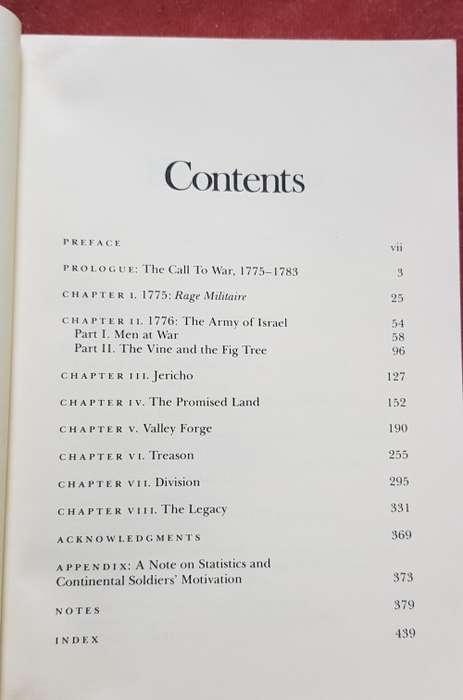 Contents
PREFACE vii
PROLOGUE: The Call To War, 1775–1783 3
CHAPTER I. 1775: Rage Militaire 25
CHAPTER II. 1776: The Army of Israel 54
Part I. Men at War 58
Part II. The Vine and the Fig Tree 96
CHAPTER III. Jericho 127
CHAPTER IV. The Promised Land 152
CHAPTER V. Valley Forge 190
CHAPTER VI. Treason 255
CHAPTER VII. Division 295
CHAPTER VIII. The Legacy 331
ACKNOWLEDGMENTS 369
APPENDIX: A Note on Statistics and
Continental Soldiers' Motivation 373
NOTES 379
INDEX 439